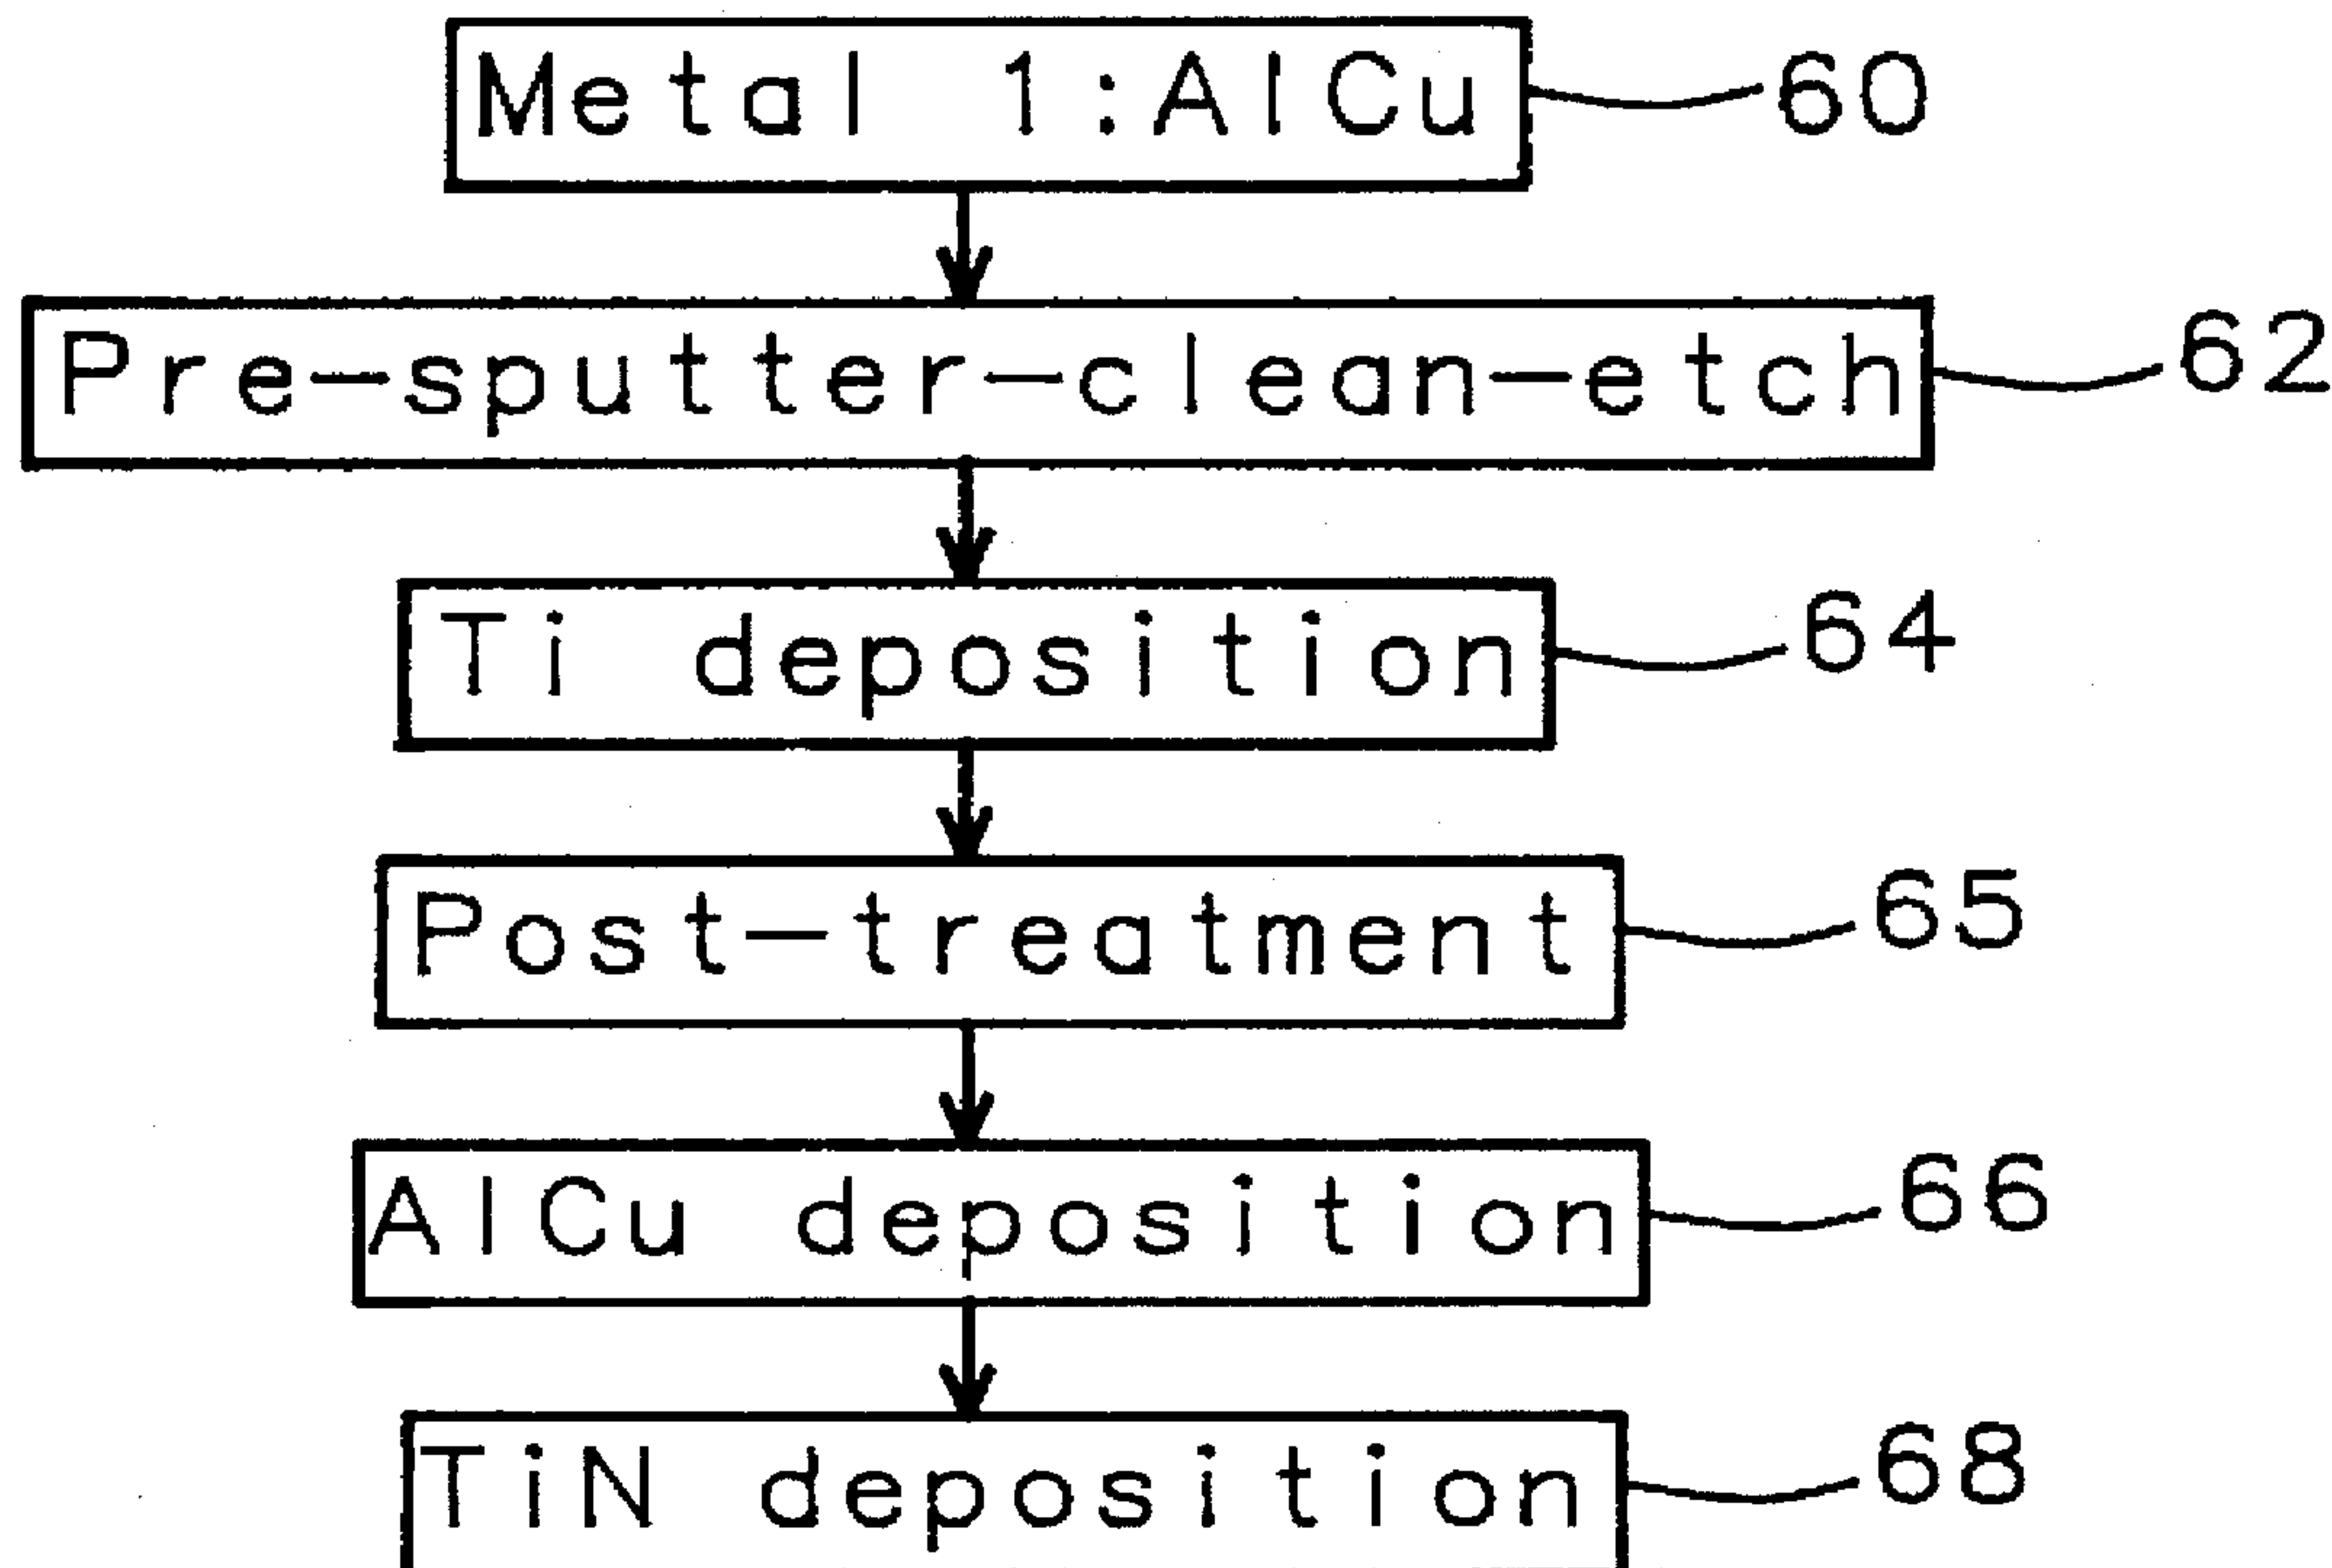 Metal 1:AlCu 60
Pre-sputter-clean-etch 62
Ti deposition 64
Post-treatment 65
AlCu deposition 66
TiN deposition 68